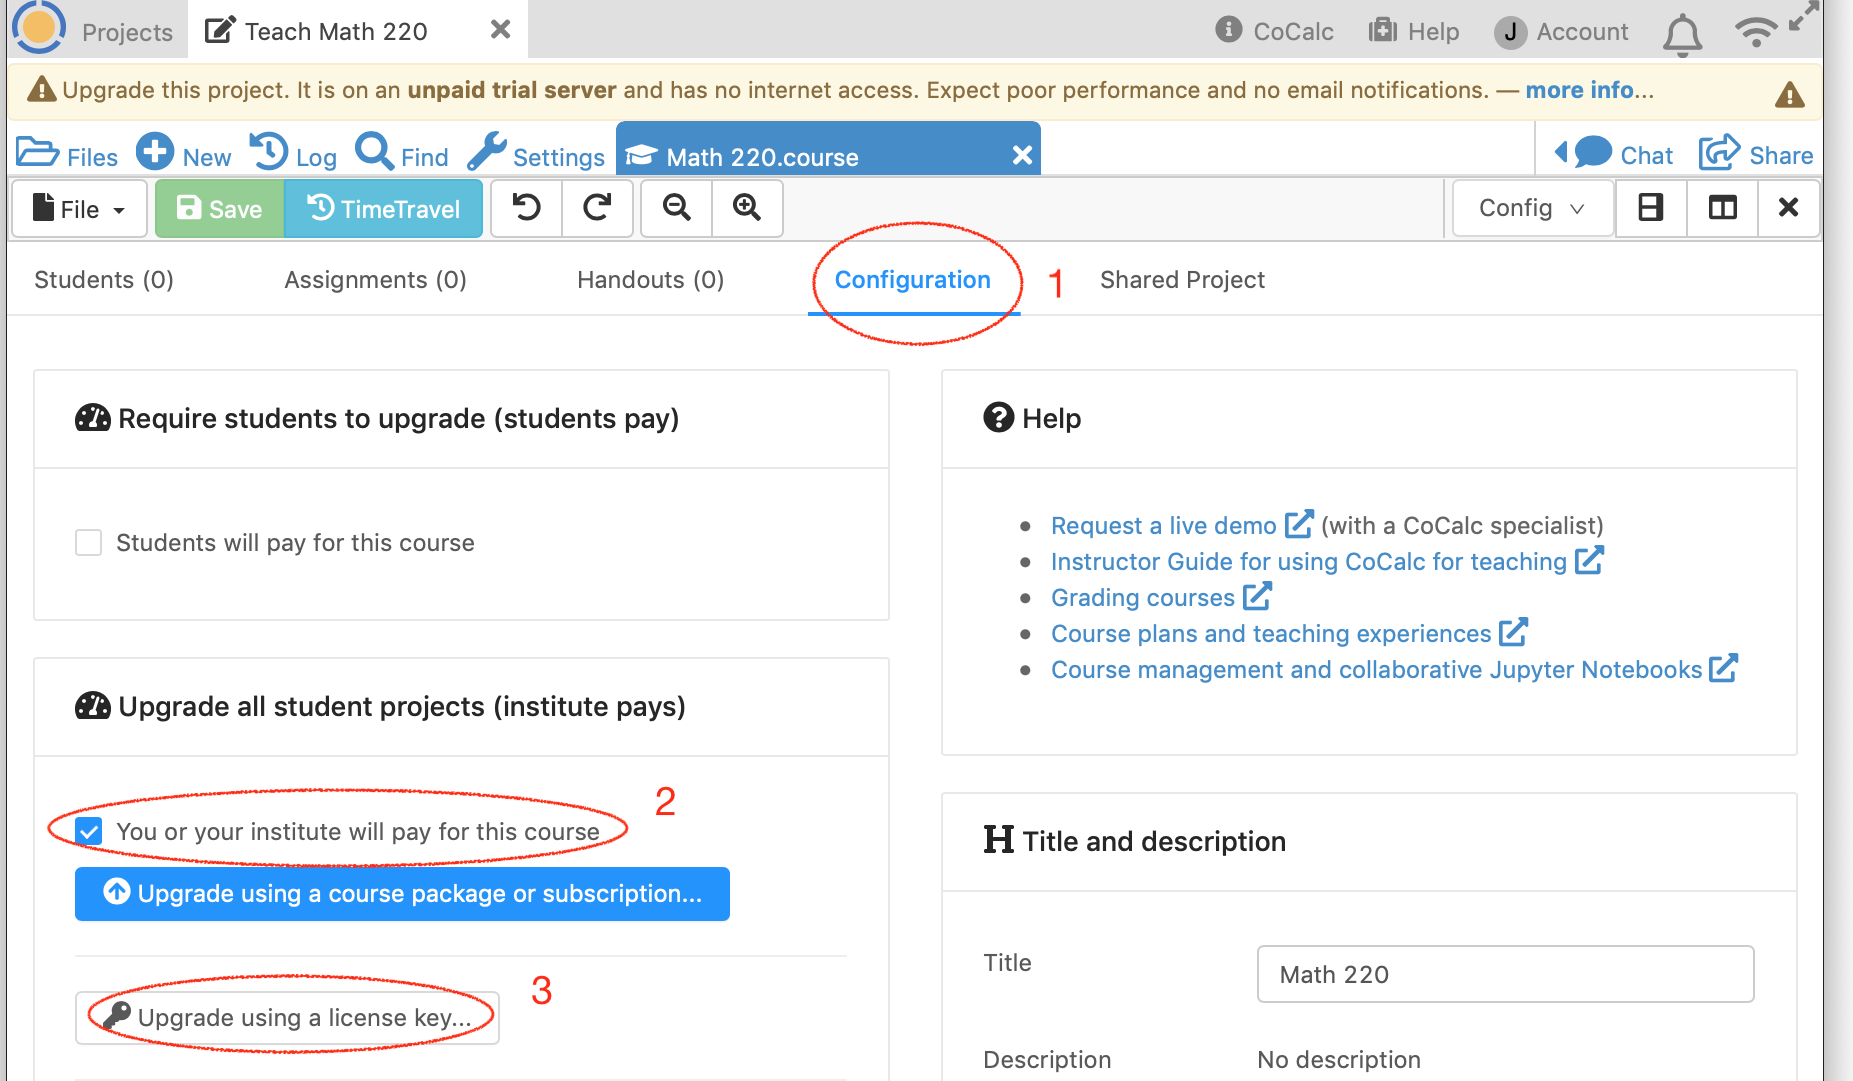 Projects
Teach Math 220
CoCalc
Help
J Account
Upgrade this project. It is on an unpaid trial server and has no internet access. Expect poor performance and no email notifications. — more info...
Files
New
Log
Find
Settings
Math 220.course
Chat
Share
File
Save
TimeTravel
Config
Students (0)
Assignments (0)
Handouts (0)
Configuration
1
Shared Project
Require students to upgrade (students pay)
Students will pay for this course
Upgrade all student projects (institute pays)
2
You or your institute will pay for this course
Upgrade using a course package or subscription...
3
Upgrade using a license key...
Help
Request a live demo (with a CoCalc specialist)
Instructor Guide for using CoCalc for teaching
Grading courses
Course plans and teaching experiences
Course management and collaborative Jupyter Notebooks
Title and description
Title
Math 220
Description
No description